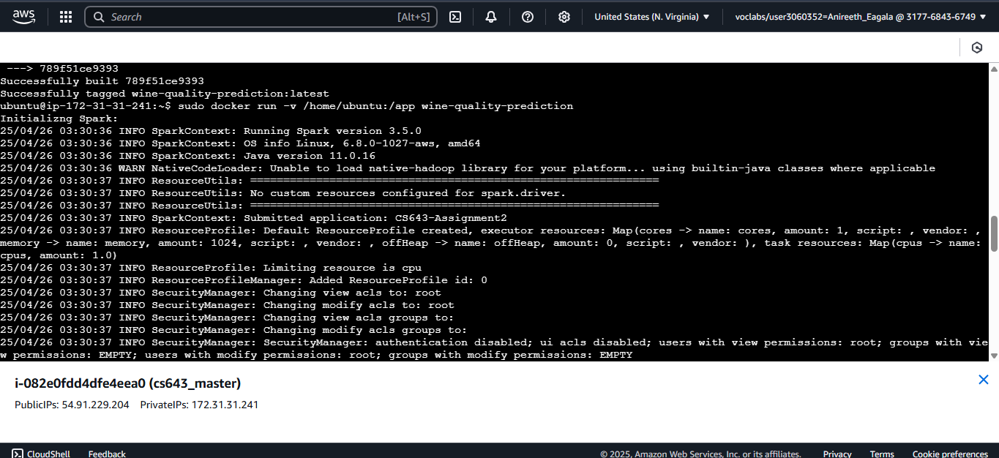 aws
Search
[Alt+S]
United States (N. Virginia)
voclabs/user3060352=Anireeth_Eagala @ 3177-6843-6749
---> 789f51ce9393
Successfully built 789f51ce9393
Successfully tagged wine-quality-prediction:latest
ubuntu@ip-172-31-31-241:~$ sudo docker run -v /home/ubuntu:/app wine-quality-prediction
Initializng Spark:
25/04/26 03:30:36 INFO SparkContext: Running Spark version 3.5.0
25/04/26 03:30:36 INFO SparkContext: OS info Linux, 6.8.0-1027-aws, amd64
25/04/26 03:30:36 INFO SparkContext: Java version 11.0.16
25/04/26 03:30:36 WARN NativeCodeLoader: Unable to load native-hadoop library for your platform... using builtin-java classes where applicable
25/04/26 03:30:37 INFO ResourceUtils: ==============================================================
25/04/26 03:30:37 INFO ResourceUtils: No custom resources configured for spark.driver.
25/04/26 03:30:37 INFO ResourceUtils: ==============================================================
25/04/26 03:30:37 INFO SparkContext: Submitted application: CS643-Assignment2
25/04/26 03:30:37 INFO ResourceProfile: Default ResourceProfile created, executor resources: Map(cores -> name: cores, amount: 1, script: , vendor: ,
memory -> name: memory, amount: 1024, script: , vendor: , offHeap -> name: offHeap, amount: 0, script: , vendor: ), task resources: Map(cpus -> name:
cpus, amount: 1.0)
25/04/26 03:30:37 INFO ResourceProfile: Limiting resource is cpu
25/04/26 03:30:37 INFO ResourceProfileManager: Added ResourceProfile id: 0
25/04/26 03:30:37 INFO SecurityManager: Changing view acls to: root
25/04/26 03:30:37 INFO SecurityManager: Changing modify acls to: root
25/04/26 03:30:37 INFO SecurityManager: Changing view acls groups to:
25/04/26 03:30:37 INFO SecurityManager: Changing modify acls groups to:
25/04/26 03:30:37 INFO SecurityManager: SecurityManager: authentication disabled; ui acls disabled; users with view permissions: root; groups with vie
w permissions: EMPTY; users with modify permissions: root; groups with modify permissions: EMPTY
i-082e0fdd4dfe4eea0 (cs643_master)
PublicIPs: 54.91.229.204 PrivateIPs: 172.31.31.241
CloudShell Feedback © 2025, Amazon Web Services, Inc. or its affiliates. Privacy Terms Cookie preferences